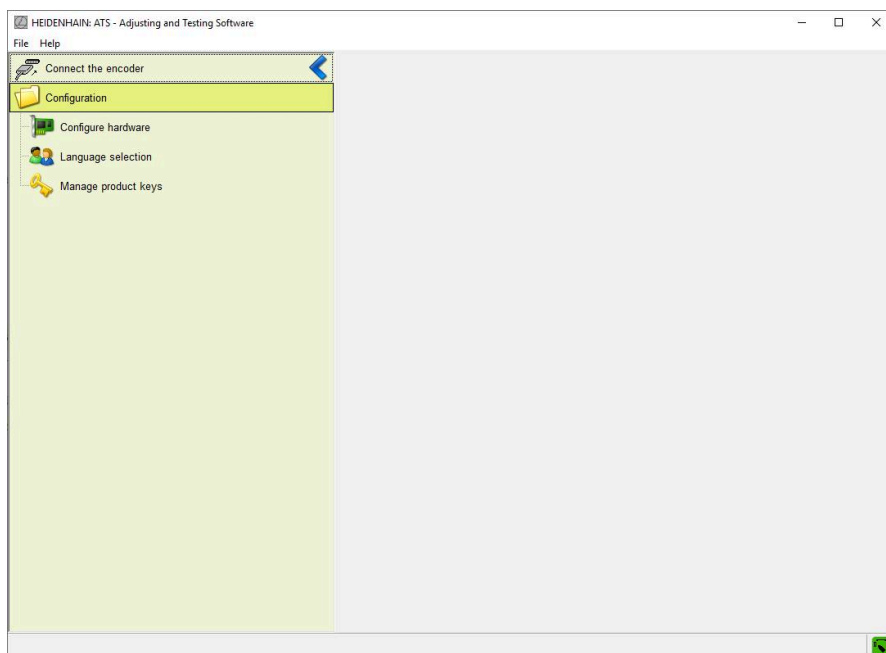 HEIDENHAIN: ATS - Adjusting and Testing Software
File Help
Connect the encoder
Configuration
Configure hardware
Language selection
Manage product keys